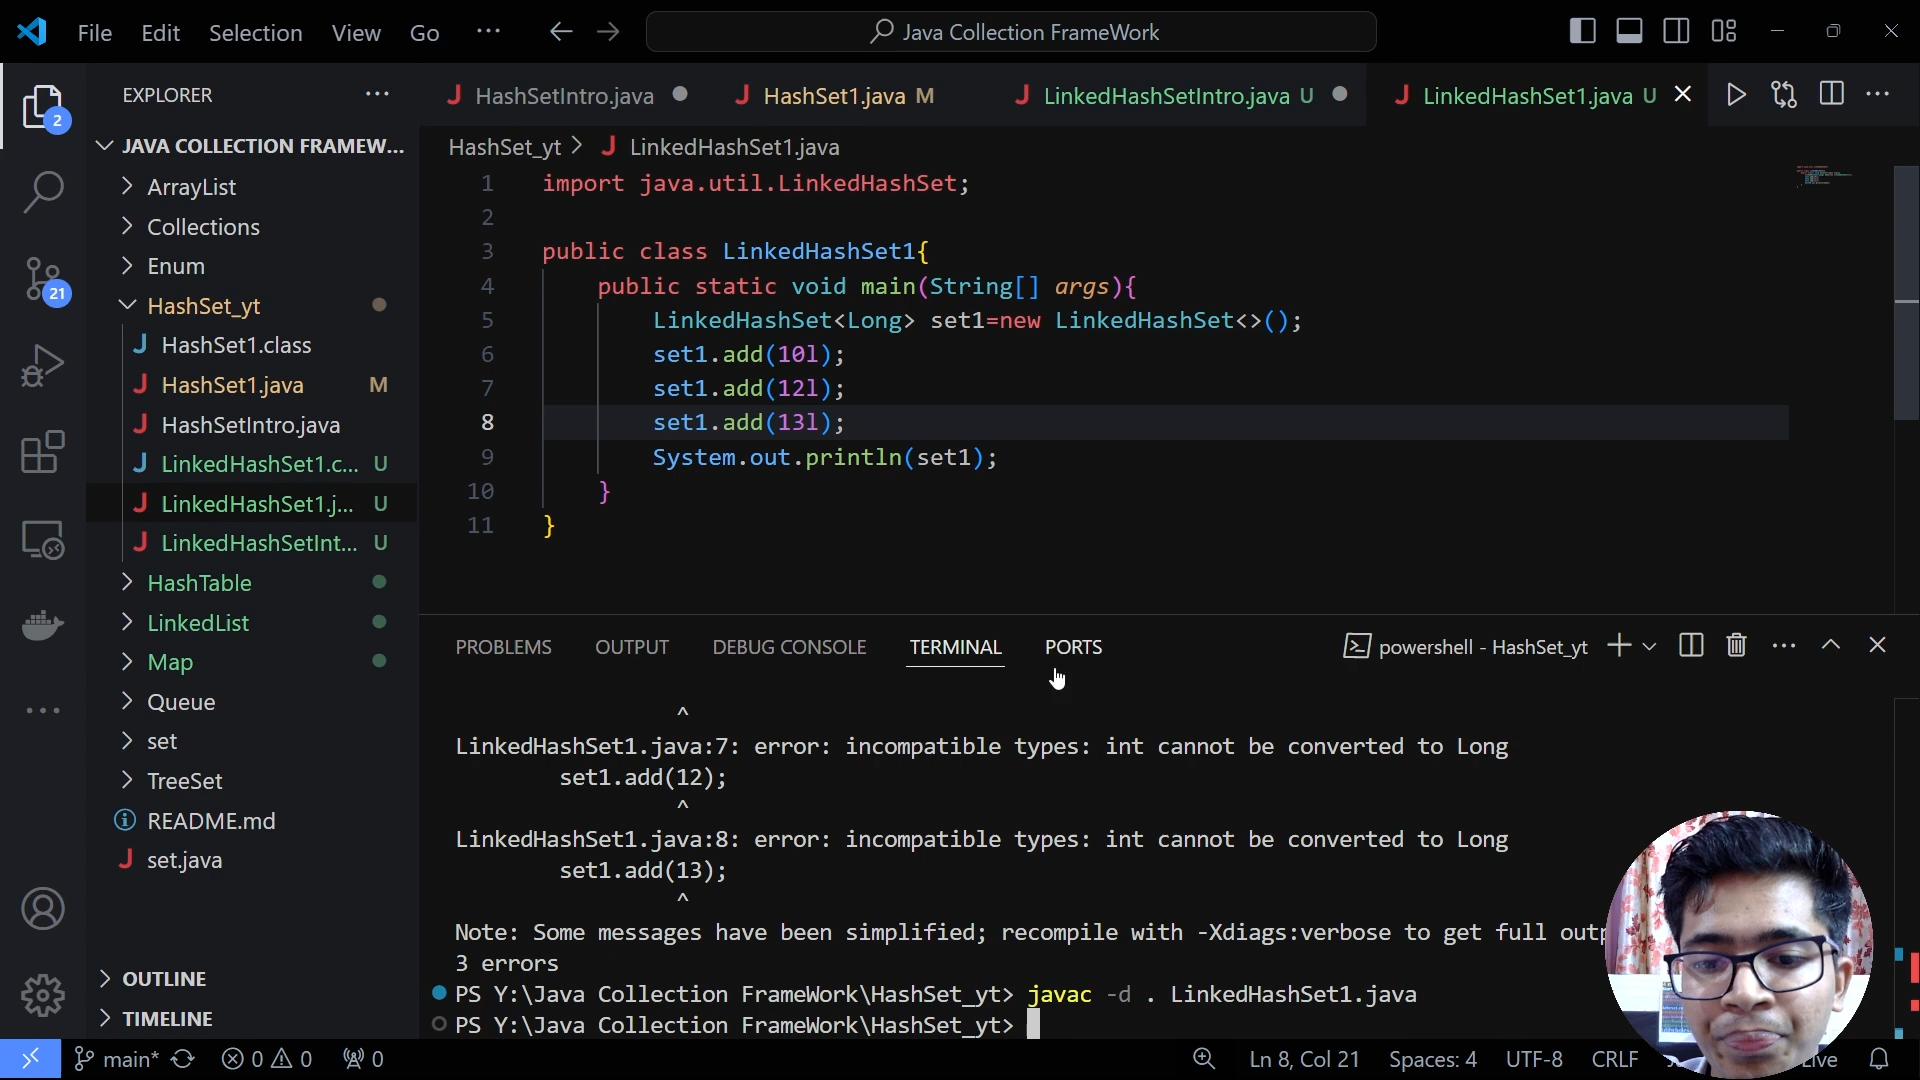 File Edit Selection View Go ...
Java Collection FrameWork
EXPLORER ...
2
21
JAVA COLLECTION FRAMEW...
ArrayList
Collections
Enum
HashSet_yt
HashSet1.class
HashSet1.java M
HashSetIntro.java
LinkedHashSet1.c... U
LinkedHashSet1.j... U
LinkedHashSetInt... U
HashTable
LinkedList
Map
Queue
set
TreeSet
README.md
set.java
OUTLINE
TIMELINE
HashSetIntro.java HashSet1.java M LinkedHashSetIntro.java U LinkedHashSet1.java U
HashSet_yt > LinkedHashSet1.java
1 import java.util.LinkedHashSet;
2
3 public class LinkedHashSet1{
4 public static void main(String[] args){
5 LinkedHashSet<Long> set1=new LinkedHashSet<>();
6 set1.add(10l);
7 set1.add(12l);
8 set1.add(13l);
9 System.out.println(set1);
10 }
11 }
PROBLEMS OUTPUT DEBUG CONSOLE TERMINAL PORTS
powershell - HashSet_yt
^
LinkedHashSet1.java:7: error: incompatible types: int cannot be converted to Long
set1.add(12);
^
LinkedHashSet1.java:8: error: incompatible types: int cannot be converted to Long
set1.add(13);
^
Note: Some messages have been simplified; recompile with -Xdiags:verbose to get full
3 errors
PS Y:\Java Collection FrameWork\HashSet_yt> javac -d . LinkedHashSet1.java
PS Y:\Java Collection FrameWork\HashSet_yt>
main* 0 0 0
Ln 8, Col 21 Spaces: 4 UTF-8 CRLF Live